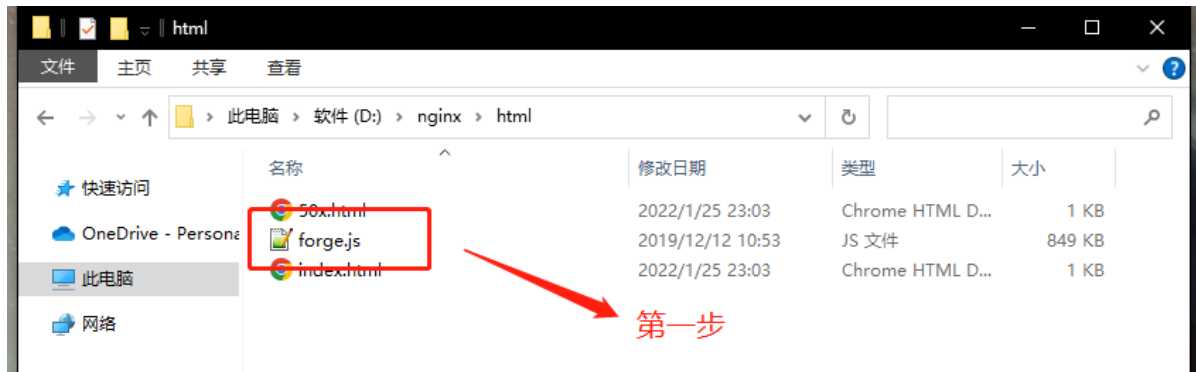 html
文件 主页 共享 查看
此电脑 › 软件 (D:) › nginx › html
名称 修改日期 类型 大小
快速访问
OneDrive - Persona
此电脑
网络
50x.html 2022/1/25 23:03 Chrome HTML D... 1 KB
forge.js 2019/12/12 10:53 JS 文件 849 KB
index.html 2022/1/25 23:03 Chrome HTML D... 1 KB
第一步